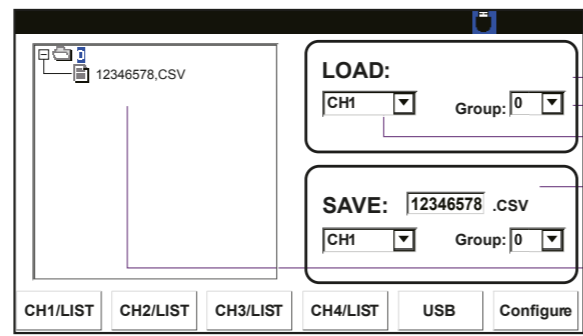 0
12346578,CSV
LOAD:
CH1 Group: 0
SAVE: 12346578 .CSV
CH1 Group: 0
CH1/LIST CH2/LIST CH3/LIST CH4/LIST USB Configure